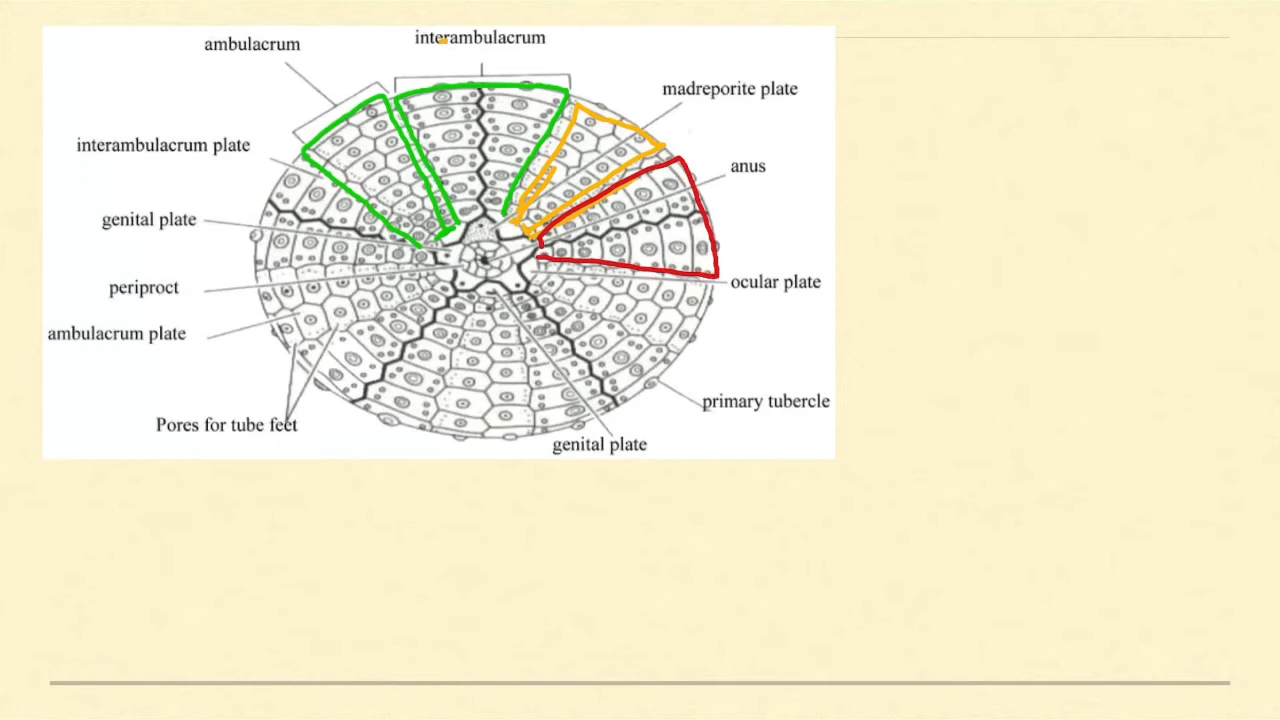 ambulacrum
interambulacrum
madreporite plate
interambulacrum plate
anus
genital plate
ocular plate
periproct
ambulacrum plate
primary tubercle
Pores for tube feet
genital plate